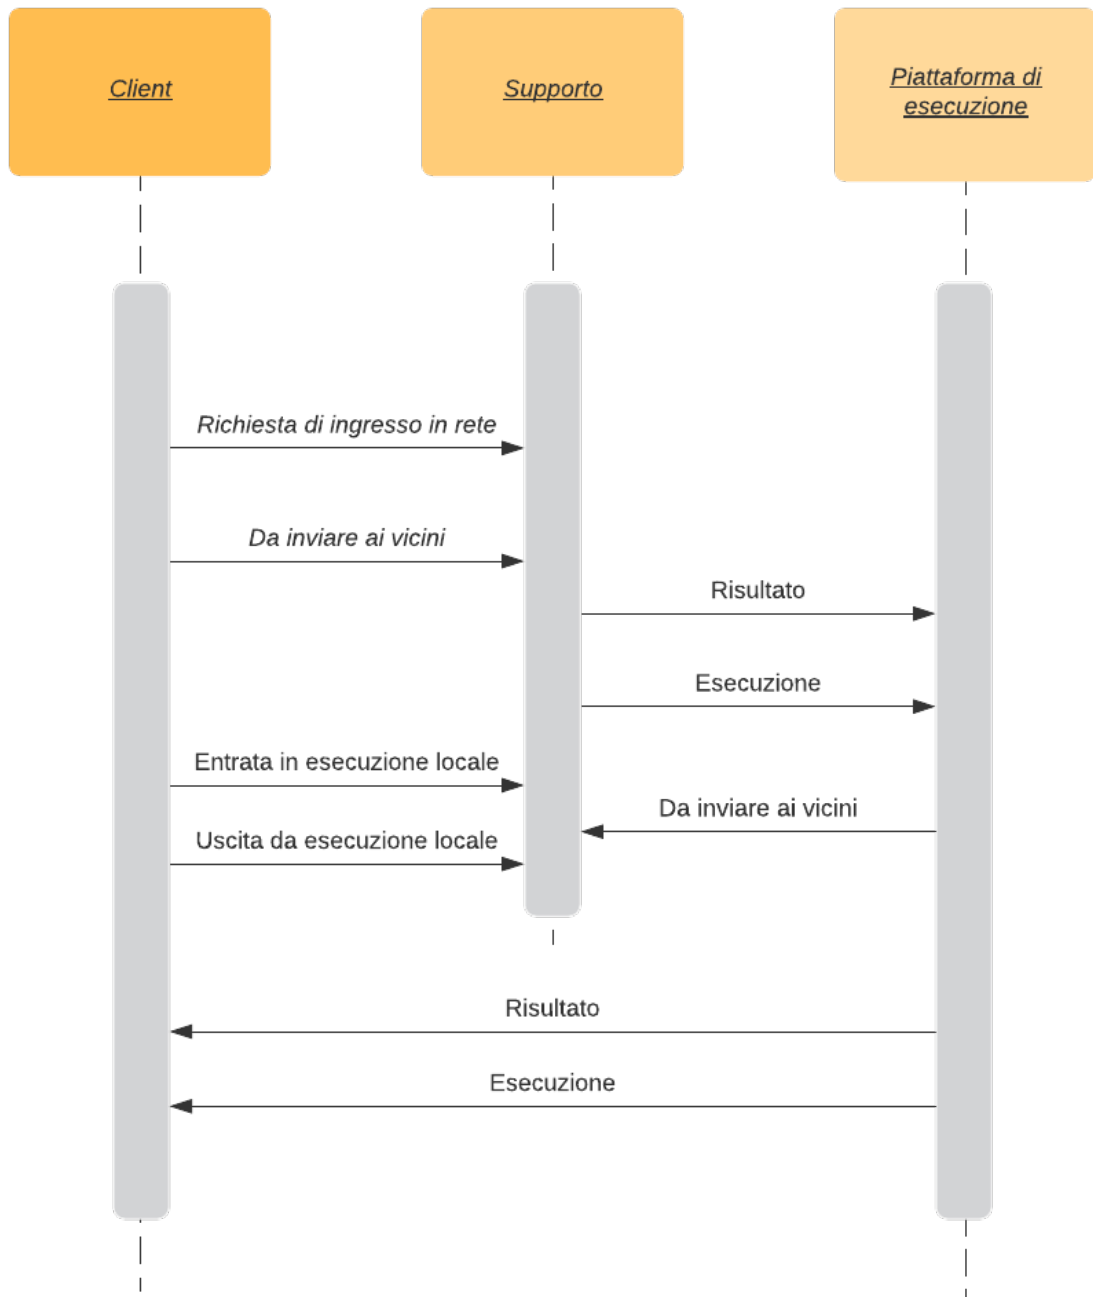 Client
Supporto
Piattaforma di
esecuzione
Richiesta di ingresso in rete
Da inviare ai vicini
Risultato
Esecuzione
Entrata in esecuzione locale
Da inviare ai vicini
Uscita da esecuzione locale
Risultato
Esecuzione